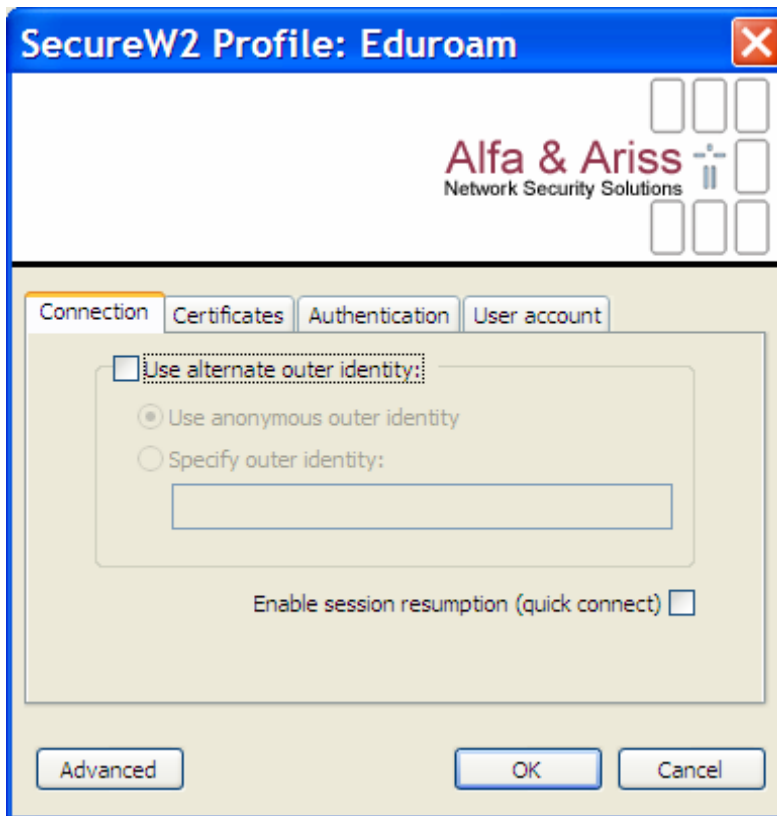 SecureW2 Profile: Eduroam
Alfa & Ariss
Network Security Solutions
Connection Certificates Authentication User account
Use alternate outer identity:
Use anonymous outer identity
Specify outer identity:
Enable session resumption (quick connect)
Advanced OK Cancel